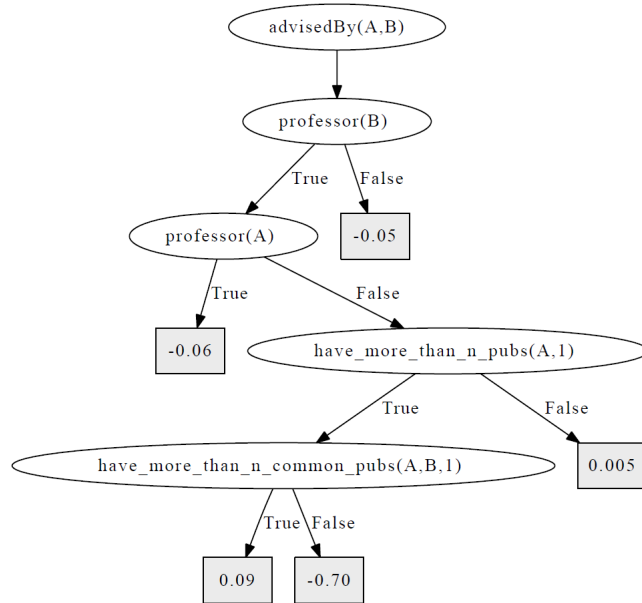 advisedBy(A,B)
professor(B)
True
False
professor(A)
-0.05
True
False
-0.06
have_more_than_n_pubs(A,1)
True
False
have_more_than_n_common_pubs(A,B,1)
0.005
True
False
0.09
-0.70